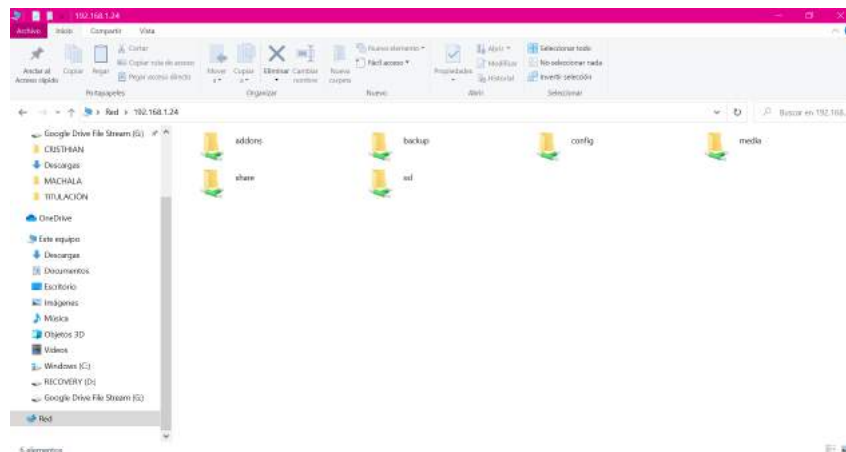 192.168.1.24
Archivo Inicio Compartir Vista
Anclar al Acceso rápido
Copiar
Pegar
Cortar
Copiar ruta de acceso
Pegar acceso directo
Portapapeles
Mover a
Copiar a
Eliminar
Cambiar nombre
Organizar
Nueva carpeta
Nuevo elemento
Fácil acceso
Nuevo
Propiedades
Abrir
Modificar
Historial
Abrir
Seleccionar todo
No seleccionar nada
Invertir selección
Seleccionar
Red 192.168.1.24
Buscar en 192.168.
Google Drive File Stream (G:)
CRISTHIAN
Descargas
MACHALA
TITULACIÓN
OneDrive
Este equipo
Descargas
Documentos
Escritorio
Imágenes
Música
Objetos 3D
Videos
Windows (C:)
RECOVERY (D:)
Google Drive File Stream (G:)
Red
addons backup config media
share ssl
6 elementos